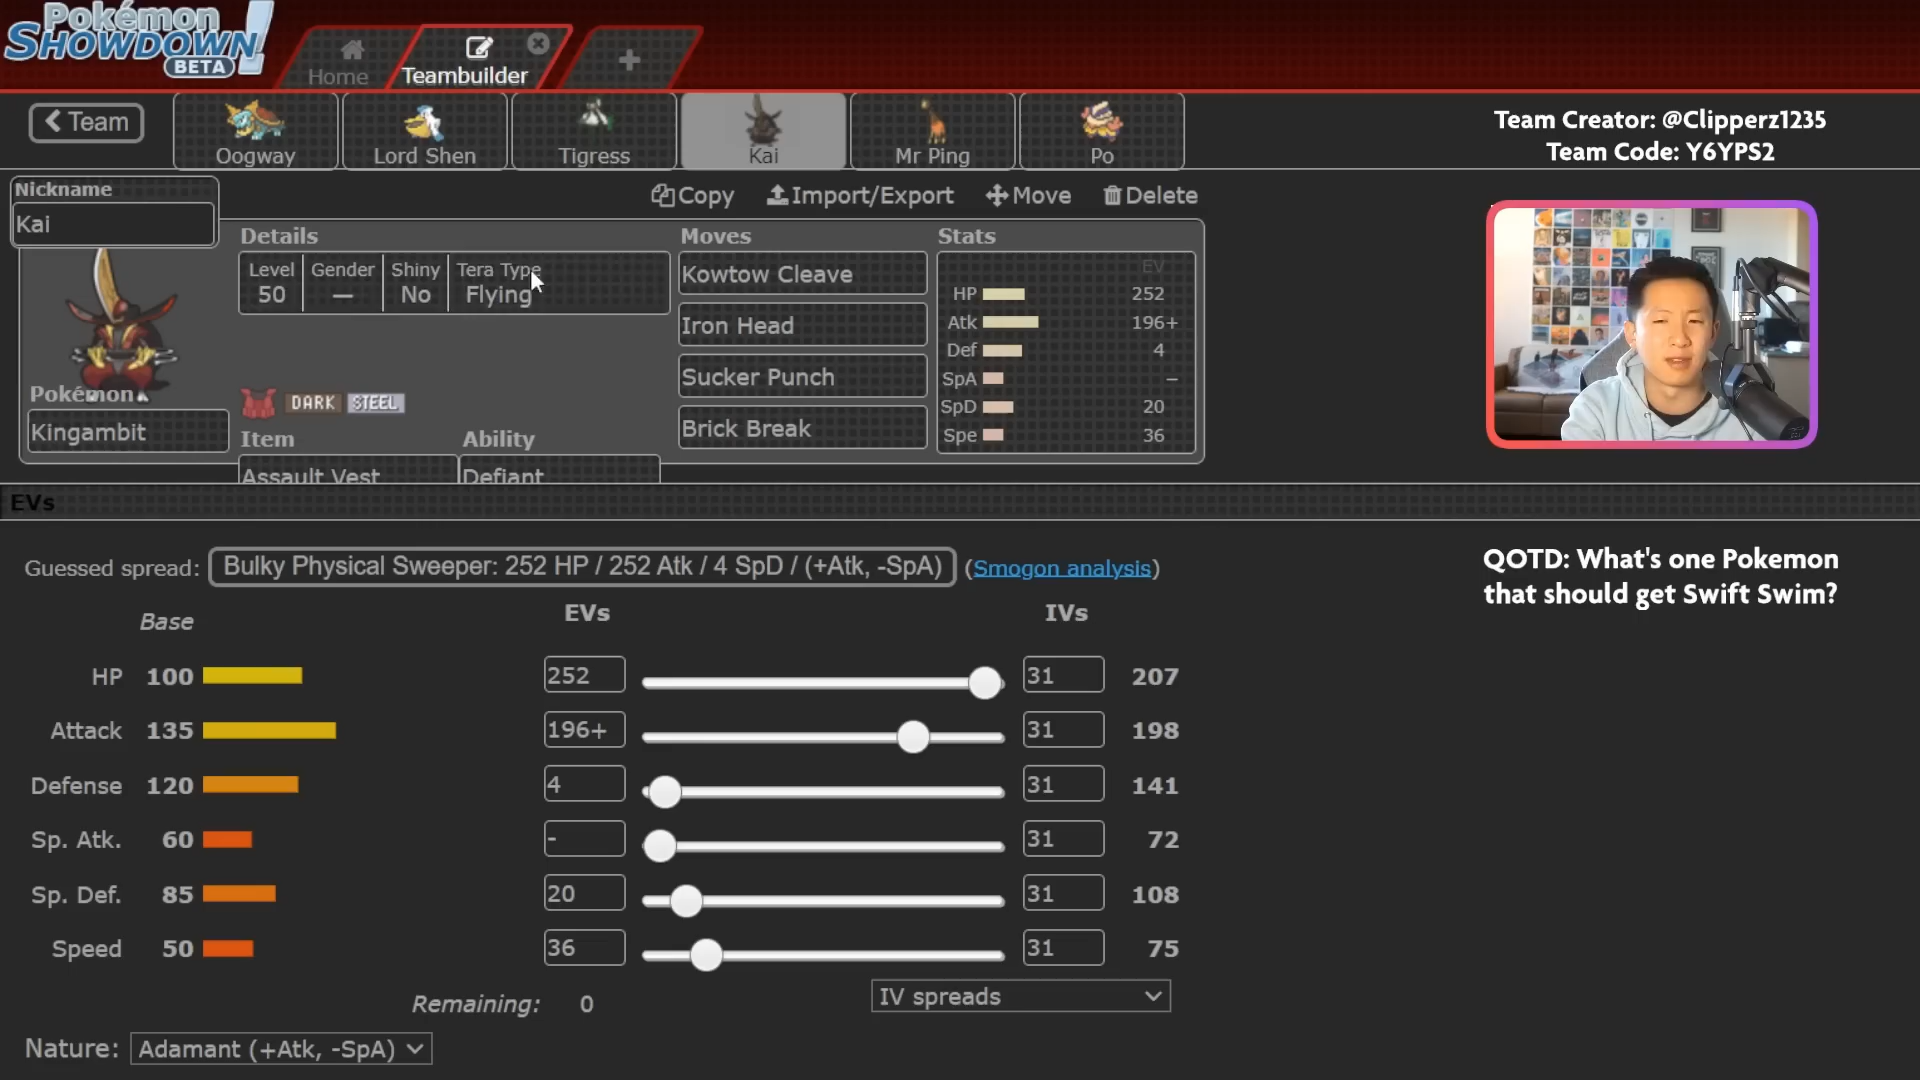 Pokémon
SHOWDOWN!
BETA
Home
Teambuilder
Team
Oogway
Lord Shen
Tigress
Kai
Mr Ping
Po
Team Creator: @Clipperz1235
Team Code: Y6YPS2
Copy
Import/Export
Move
Delete
Nickname
Kai
Details
Moves
Stats
Level
Gender
Shiny
Tera Type
50
—
No
Flying
Kowtow Cleave
Iron Head
Sucker Punch
Brick Break
EV
HP 252
Atk 196+
Def 4
SpA –
SpD 20
Spe 36
DARK STEEL
Pokémon
Kingambit
Item
Ability
Assault Vest
Defiant
EVs
Guessed spread: Bulky Physical Sweeper: 252 HP / 252 Atk / 4 SpD / (+Atk, -SpA) (Smogon analysis)
QOTD: What's one Pokemon
that should get Swift Swim?
Base EVs IVs
HP 100 252 31 207
Attack 135 196+ 31 198
Defense 120 4 31 141
Sp. Atk. 60 - 31 72
Sp. Def. 85 20 31 108
Speed 50 36 31 75
Remaining: 0
IV spreads
Nature: Adamant (+Atk, -SpA)